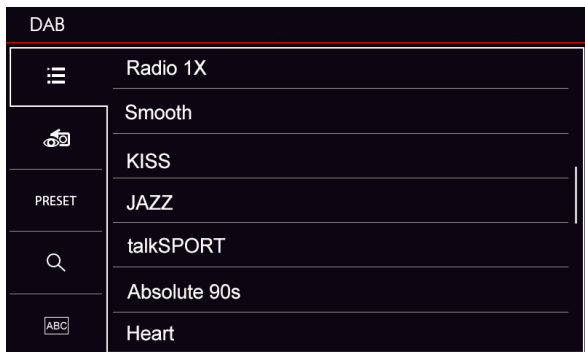 DAB
Radio 1X
Smooth
KISS
PRESET
JAZZ
talkSPORT
Absolute 90s
ABC
Heart